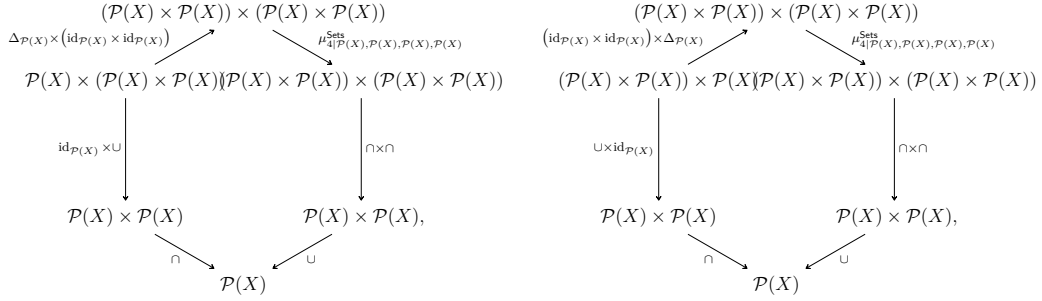 (𝒫(X) × 𝒫(X)) × (𝒫(X) × 𝒫(X))
Δ_{𝒫(X)} × (id_{𝒫(X)} × id_{𝒫(X)})
μ^{Sets}_{4|𝒫(X),𝒫(X),𝒫(X),𝒫(X)}
𝒫(X) × (𝒫(X) × 𝒫(X))
(𝒫(X) × 𝒫(X)) × (𝒫(X) × 𝒫(X))
id_{𝒫(X)} × ∪
∩×∩
𝒫(X) × 𝒫(X)
𝒫(X) × 𝒫(X),
∩
∪
𝒫(X)
(𝒫(X) × 𝒫(X)) × (𝒫(X) × 𝒫(X))
(id_{𝒫(X)} × id_{𝒫(X)}) × Δ_{𝒫(X)}
μ^{Sets}_{4|𝒫(X),𝒫(X),𝒫(X),𝒫(X)}
(𝒫(X) × 𝒫(X)) × 𝒫(X)
(𝒫(X) × 𝒫(X)) × (𝒫(X) × 𝒫(X))
∪×id_{𝒫(X)}
∩×∩
𝒫(X) × 𝒫(X)
𝒫(X) × 𝒫(X),
∩
∪
𝒫(X)